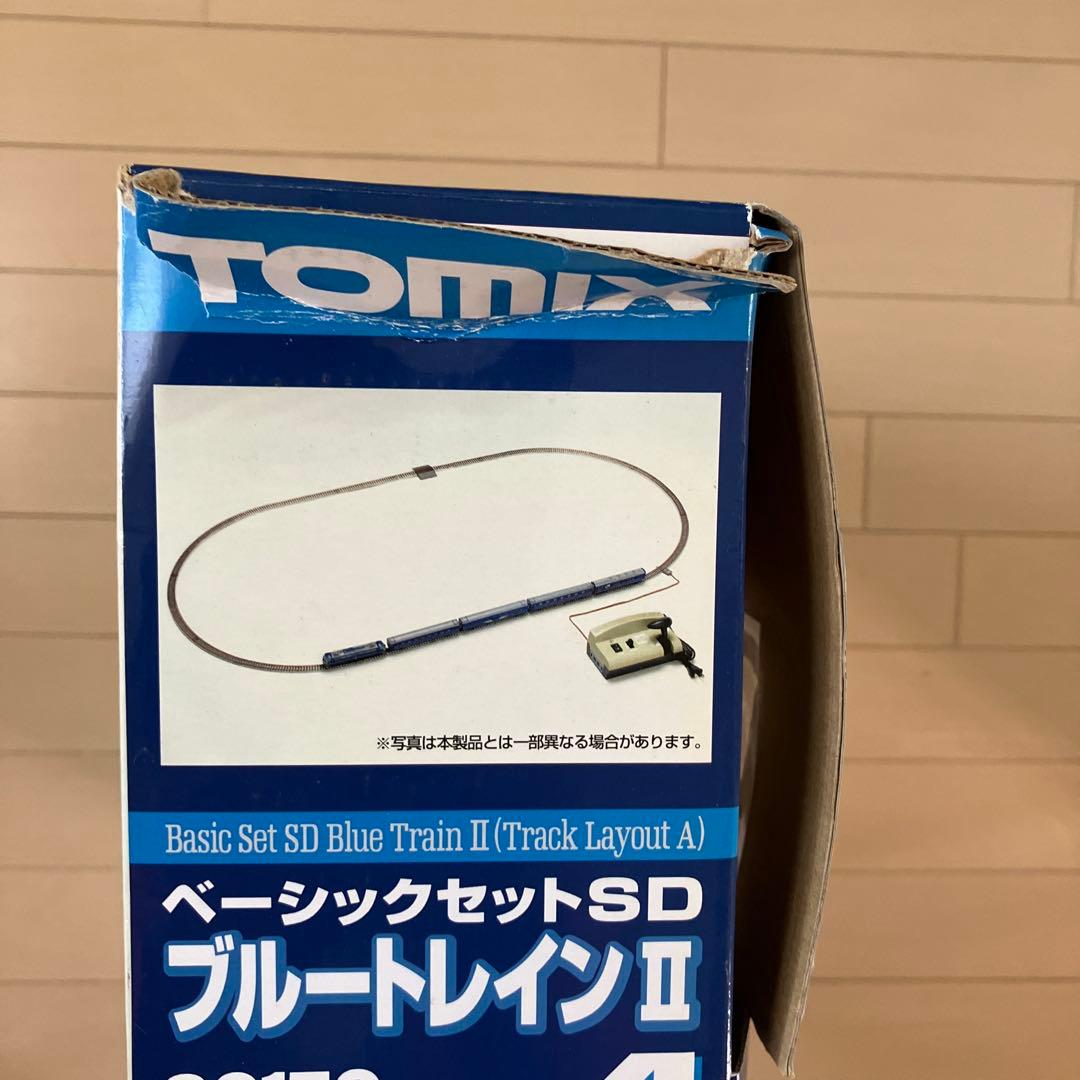 TOMIX
※写真は本製品とは一部異なる場合があります。
Basic Set SD Blue Train II (Track Layout A)
ベーシックセットSD
ブルートレインII